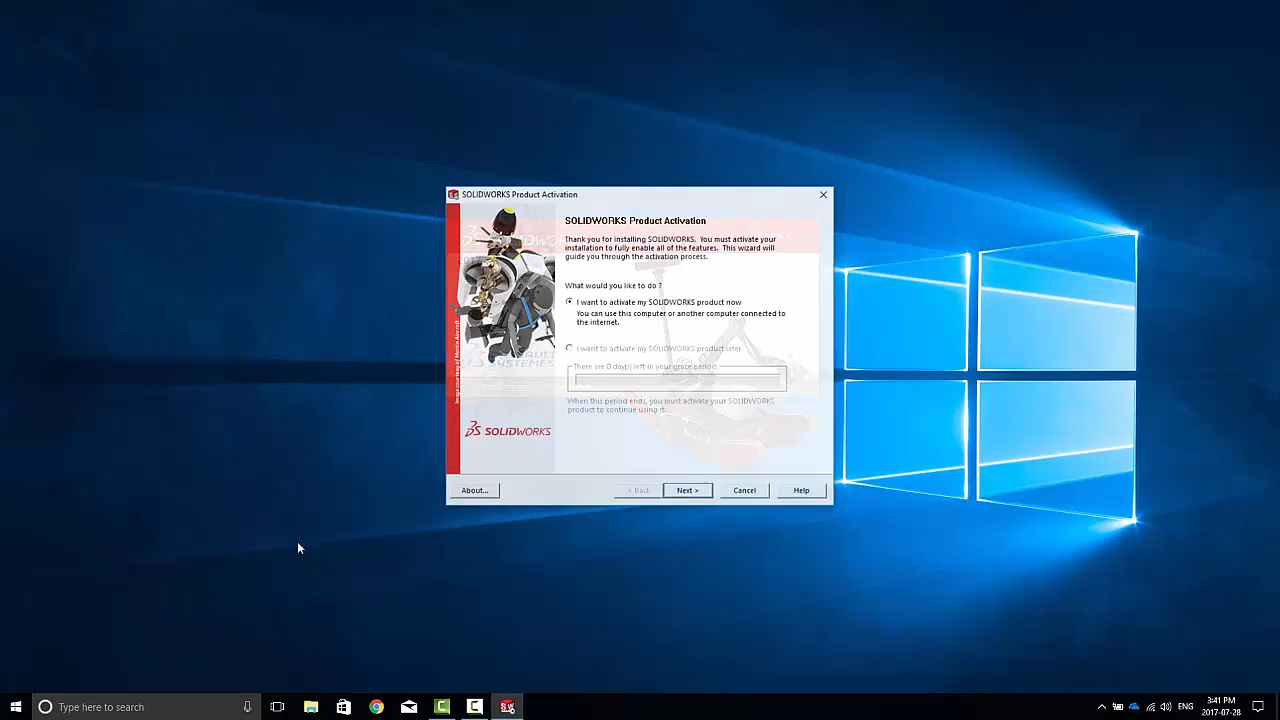 SOLIDWORKS Product Activation
SOLIDWORKS Product Activation
Thank you for installing SOLIDWORKS. You must activate your
installation to fully enable all of the features. This wizard will
guide you through the activation process.
What would you like to do ?
I want to activate my SOLIDWORKS product now
You can use this computer or another computer connected to
the internet.
I want to activate my SOLIDWORKS product later
There are 0 day(s) left in your grace period:
When this period ends, you must activate your SOLIDWORKS
product to continue using it.
Image courtesy of Martin Aircraft
SOLIDWORKS
About...
< Back
Next >
Cancel
Help
Type here to search
ENG
3:41 PM
2017-07-28